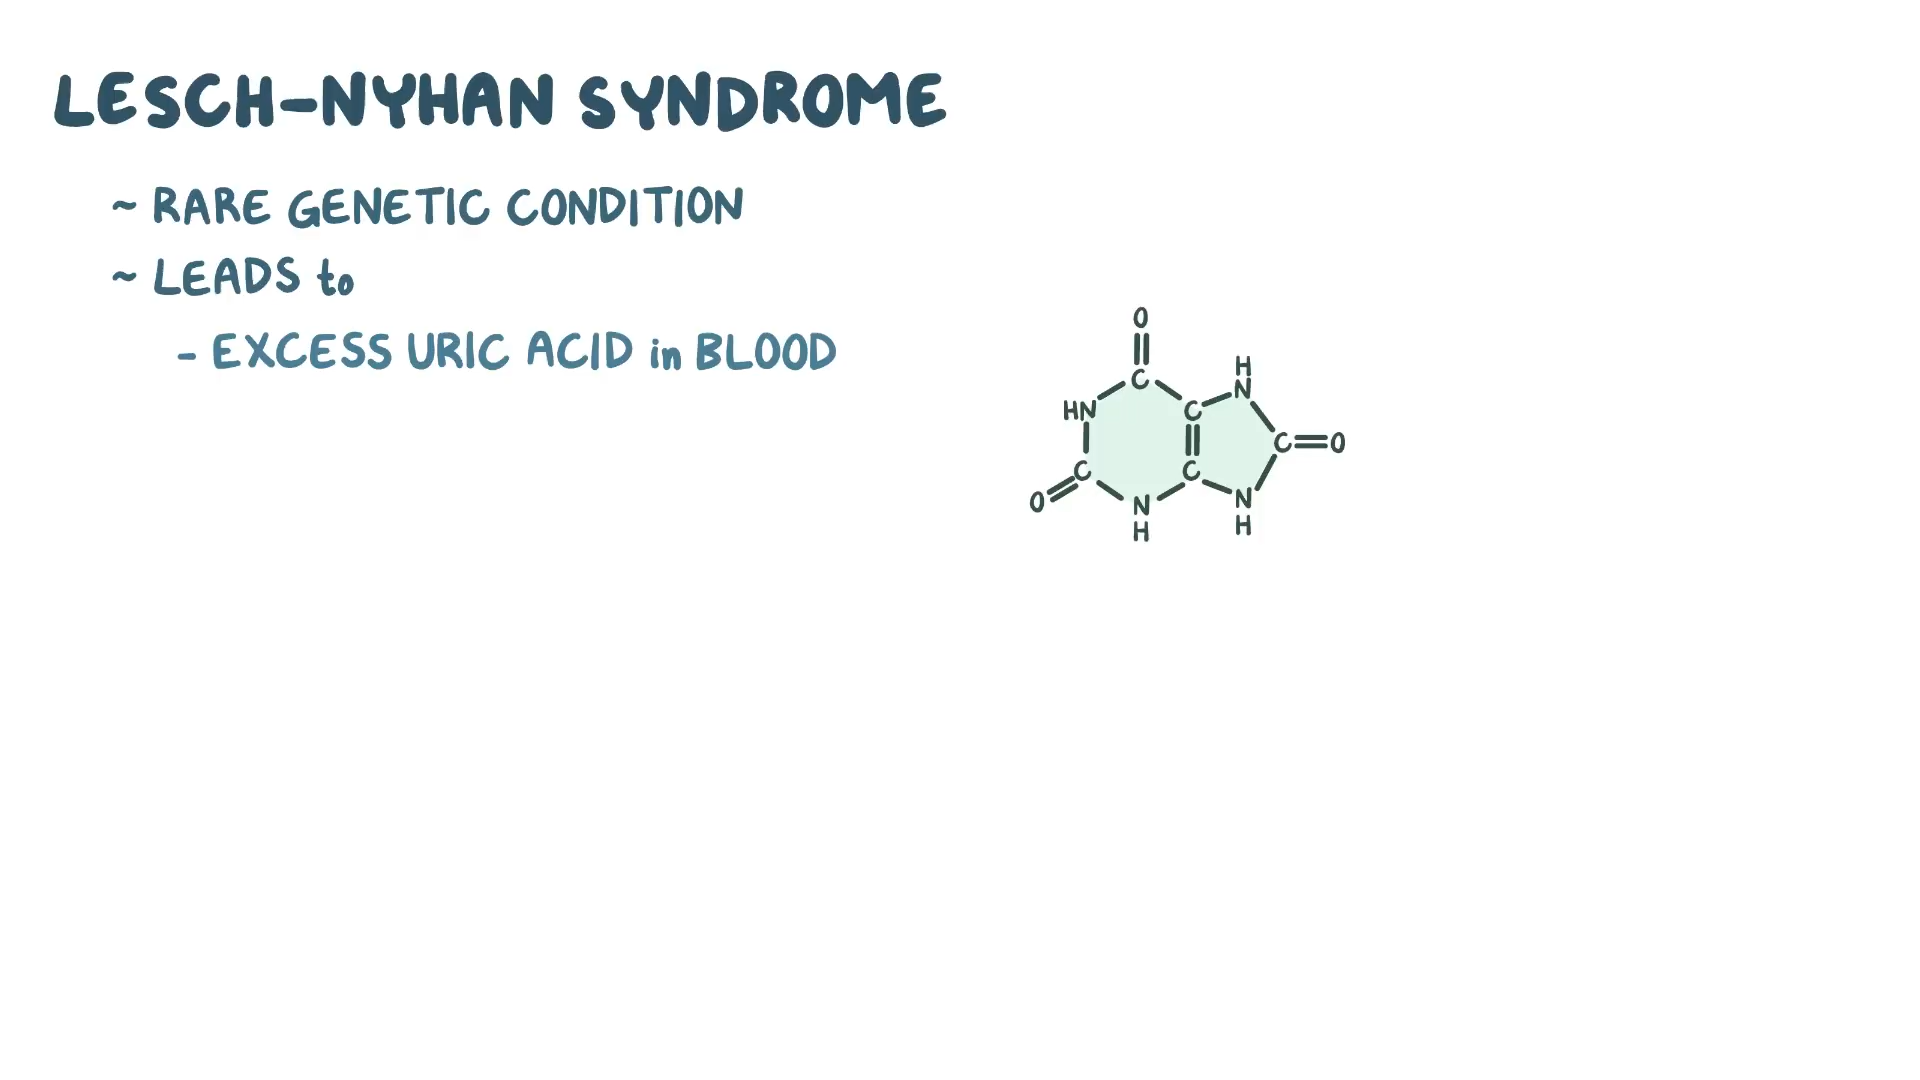 LESCH-NYHAN SYNDROME
~ RARE GENETIC CONDITION
~ LEADS to
- EXCESS URIC ACID in BLOOD
O
H
C N
HN C
C=O
C C
O N N
H H